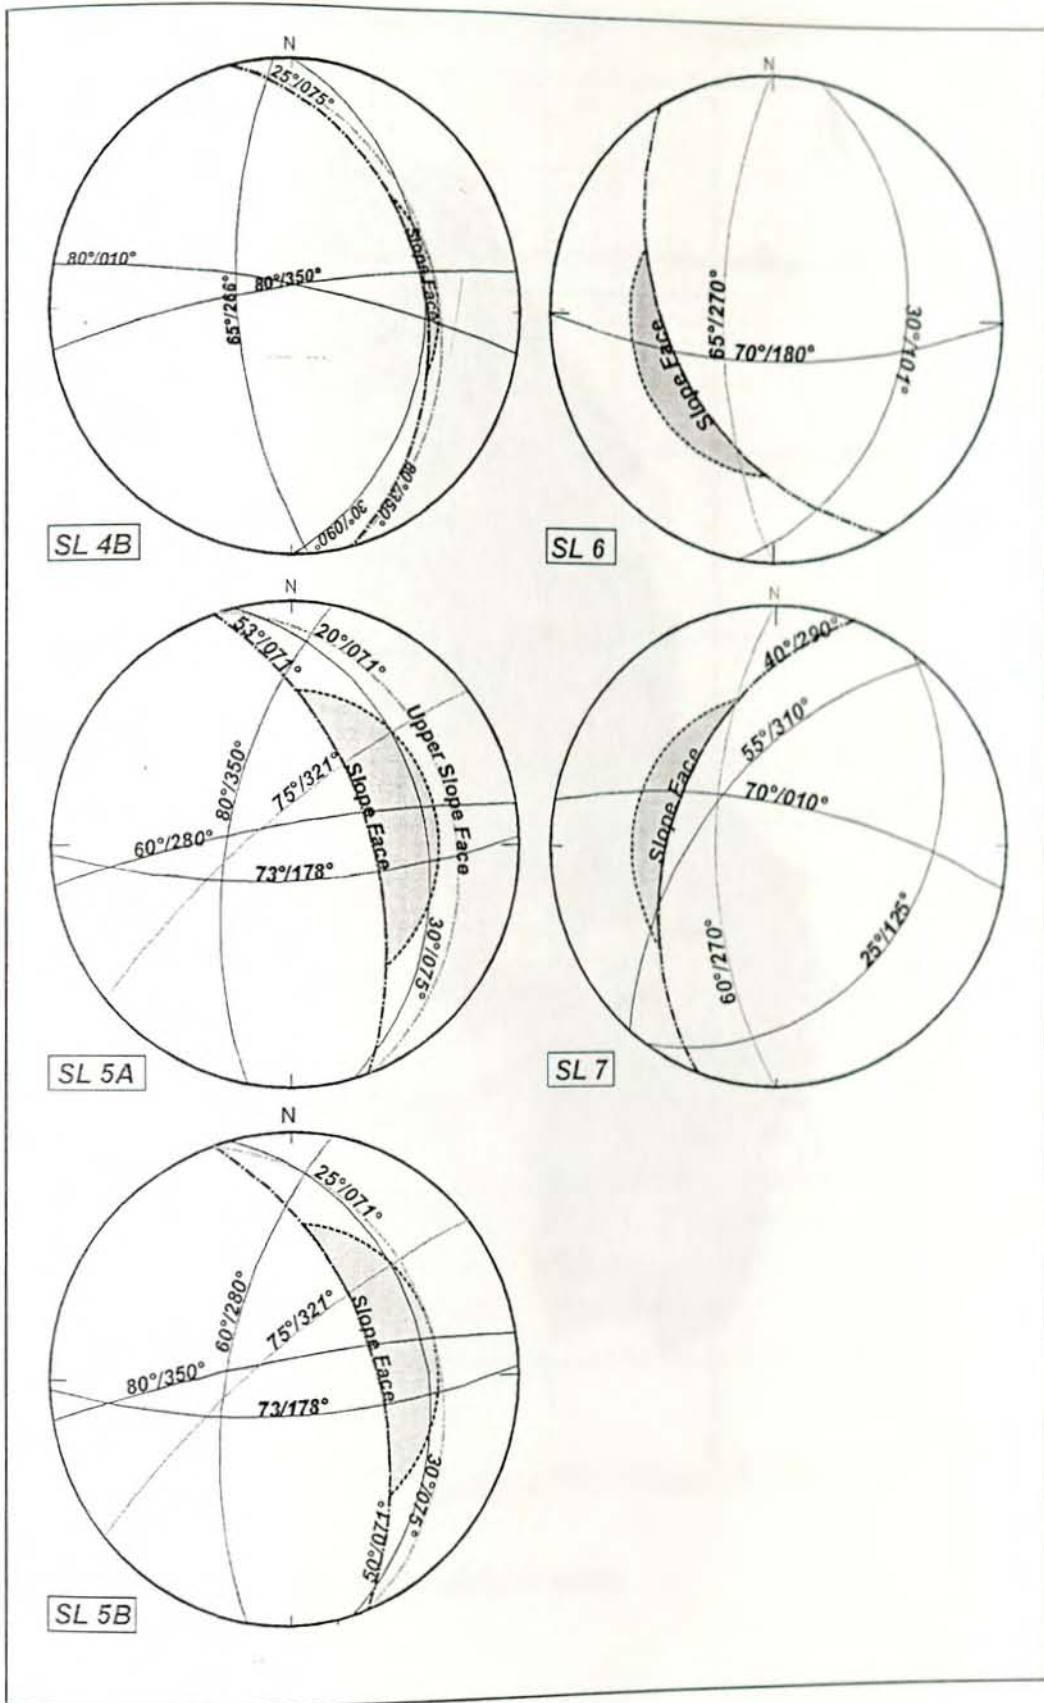 N
25°/075°
Slope Face
80°/010°
80°/350°
65°/266°
80°/350°
30°/090°
SL 4B
N
65°/270°
30°/101°
70°/180°
Slope Face
SL 6
N
53°/071°
20°/071°
Upper Slope Face
80°/350°
75°/321°
Slope Face
60°/280°
73°/178°
30°/075°
SL 5A
N
40°/290°
55°/310°
Slope Face
70°/010°
60°/270°
25°/125°
SL 7
N
25°/071°
60°/280°
75°/321°
Slope Face
80°/350°
73/178°
30°/075°
50°/071°
SL 5B